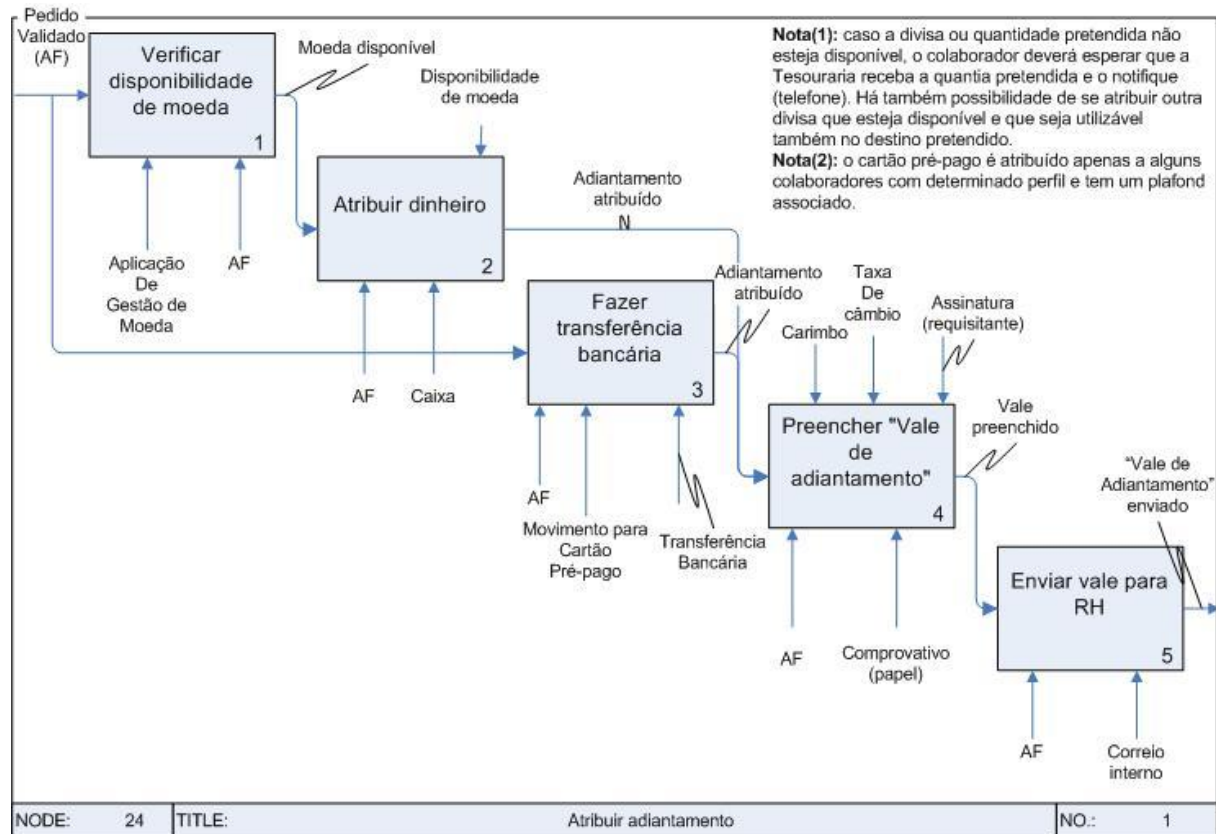 Pedido
Validado
(AF)
Verificar
disponibilidade
de moeda
1
Moeda disponível
Disponibilidade
de moeda
Nota(1): caso a divisa ou quantidade pretendida não
esteja disponível, o colaborador deverá esperar que a
Tesouraria receba a quantia pretendida e o notifique
(telefone). Há também possibilidade de se atribuir outra
divisa que esteja disponível e que seja utilizável
também no destino pretendido.
Nota(2): o cartão pré-pago é atribuído apenas a alguns
colaboradores com determinado perfil e tem um plafond
associado.
Aplicação
De
Gestão de
Moeda
AF
Atribuir dinheiro
2
Adiantamento
atribuído
AF
Caixa
Fazer
transferência
bancária
3
Adiantamento
atribuído
AF
Movimento para
Cartão
Pré-pago
Transferência
Bancária
Carimbo
Taxa
De
câmbio
Assinatura
(requisitante)
Preencher "Vale
de
adiantamento"
4
Vale
preenchido
AF
Comprovativo
(papel)
“Vale de
Adiantamento”
enviado
Enviar vale para
RH
5
AF
Correio
interno
NODE: 24 TITLE: Atribuir adiantamento NO.: 1